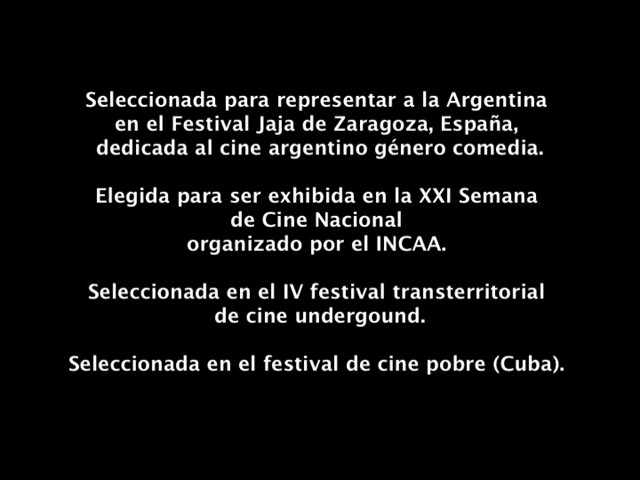 Seleccionada para representar a la Argentina
en el Festival Jaja de Zaragoza, España,
dedicada al cine argentino género comedia.
Elegida para ser exhibida en la XXI Semana
de Cine Nacional
organizado por el INCAA.
Seleccionada en el IV festival transterritorial
de cine undergound.
Seleccionada en el festival de cine pobre (Cuba).